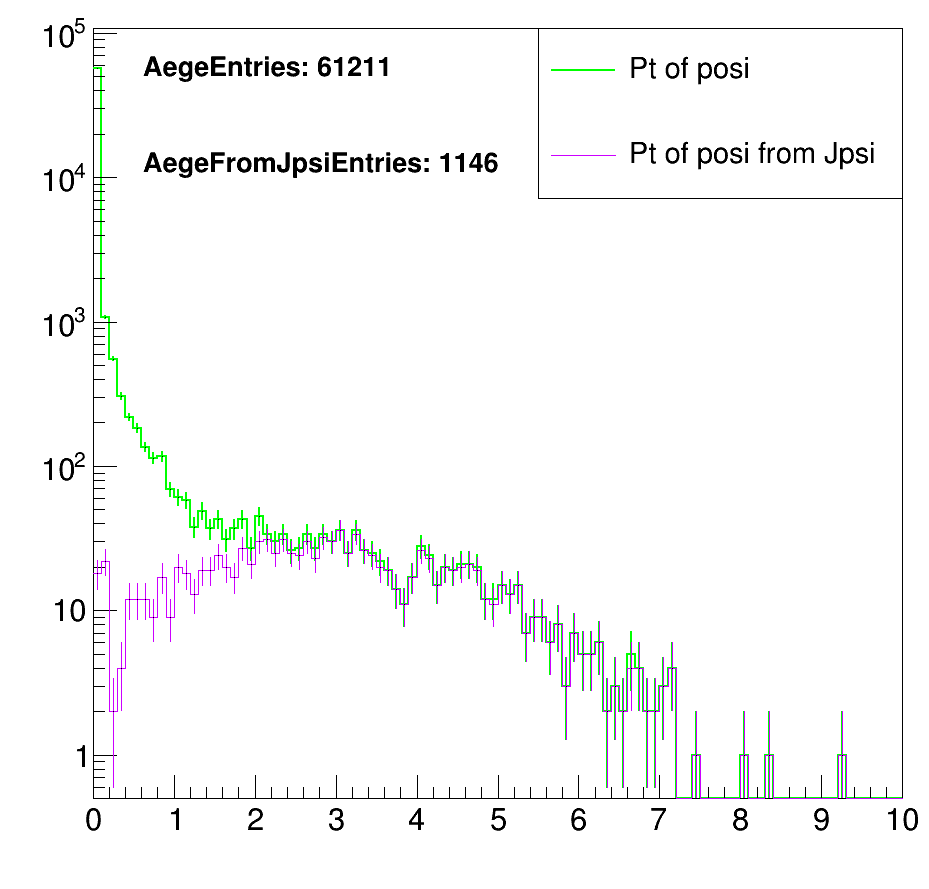 10^5
AegeEntries: 61211
Pt of posi
AegeFromJpsiEntries: 1146
Pt of posi from Jpsi
10^4
10^3
10^2
10
1
0 1 2 3 4 5 6 7 8 9 10